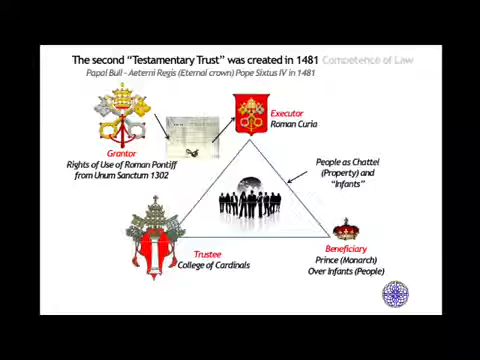 The second "Testamentary Trust" was created in 1481 Competence of Law
Papal Bull - Aeterni Regis (Eternal crown) Pope Sixtus IV in 1481
Executor
Roman Curia
Grantor
Rights of Use of Roman Pontiff
from Unum Sanctum 1302
People as Chattel
(Property) and
"Infants"
Trustee
College of Cardinals
Beneficiary
Prince (Monarch)
Over Infants (People)